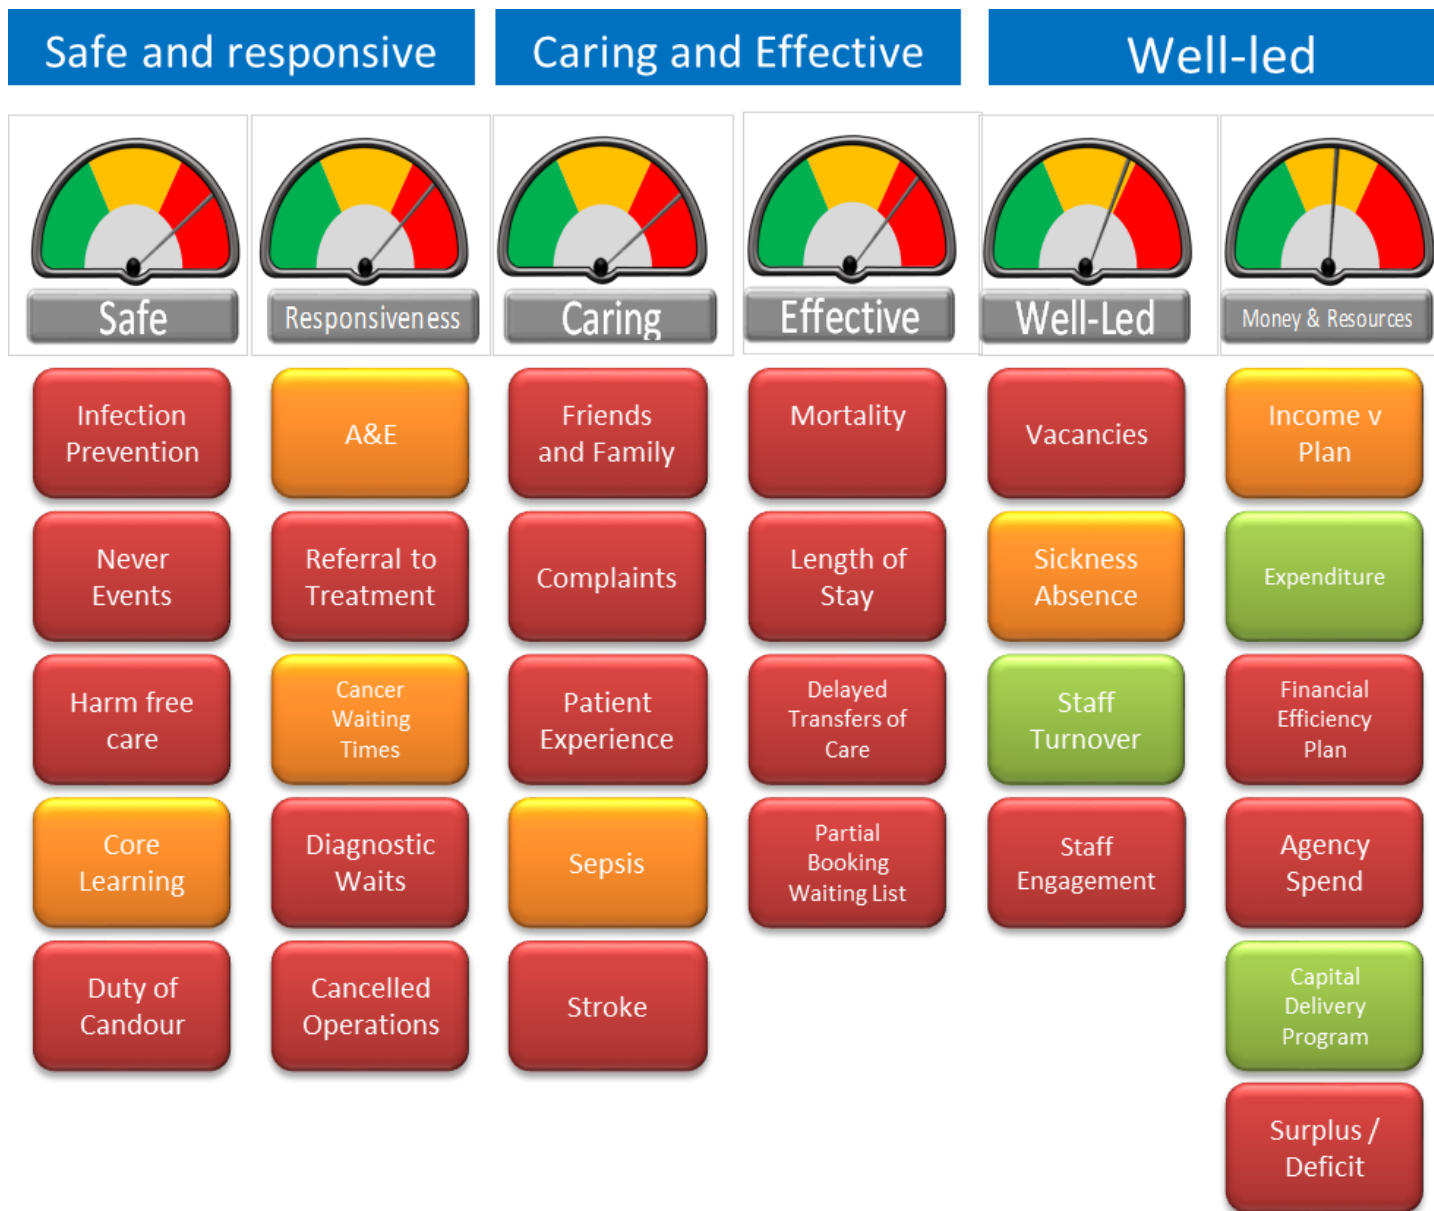 Safe and responsive
Caring and Effective
Well-led
Safe
Responsiveness
Caring
Effective
Well-Led
Money & Resources
Infection
Prevention
A&E
Friends
and Family
Mortality
Vacancies
Income v
Plan
Never
Events
Referral to
Treatment
Complaints
Length of
Stay
Sickness
Absence
Expenditure
Harm free
care
Cancer
Waiting
Times
Patient
Experience
Delayed
Transfers of
Care
Staff
Turnover
Financial
Efficiency
Plan
Core
Learning
Diagnostic
Waits
Sepsis
Partial
Booking
Waiting List
Staff
Engagement
Agency
Spend
Duty of
Candour
Cancelled
Operations
Stroke
Capital
Delivery
Program
Surplus /
Deficit